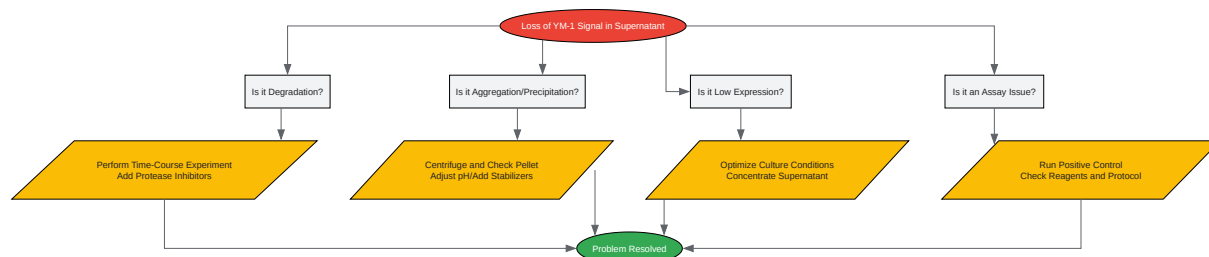 Loss of YM-1 Signal in Supernatant
Is it Degradation?
Is it Aggregation/Precipitation?
Is it Low Expression?
Is it an Assay Issue?
Perform Time-Course Experiment
Add Protease Inhibitors
Centrifuge and Check Pellet
Adjust pH/Add Stabilizers
Optimize Culture Conditions
Concentrate Supernatant
Run Positive Control
Check Reagents and Protocol
Problem Resolved